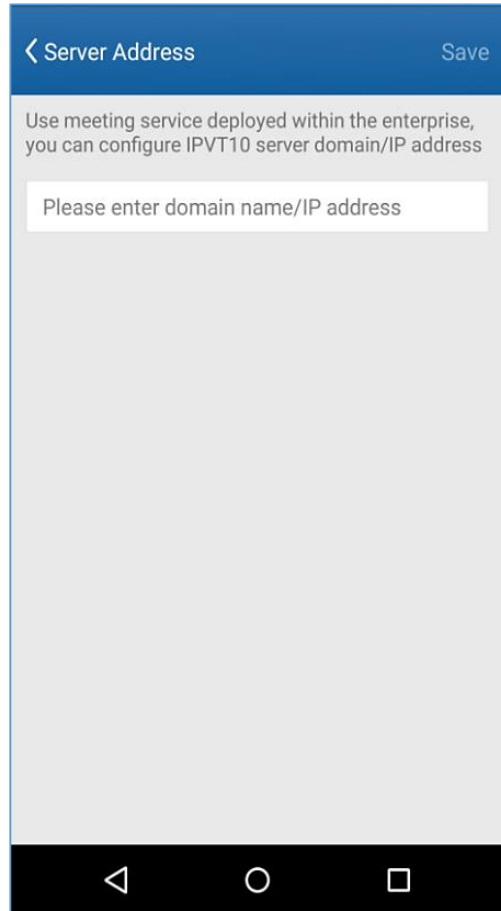 Server Address
Save
Use meeting service deployed within the enterprise,
you can configure IPVT10 server domain/IP address
Please enter domain name/IP address